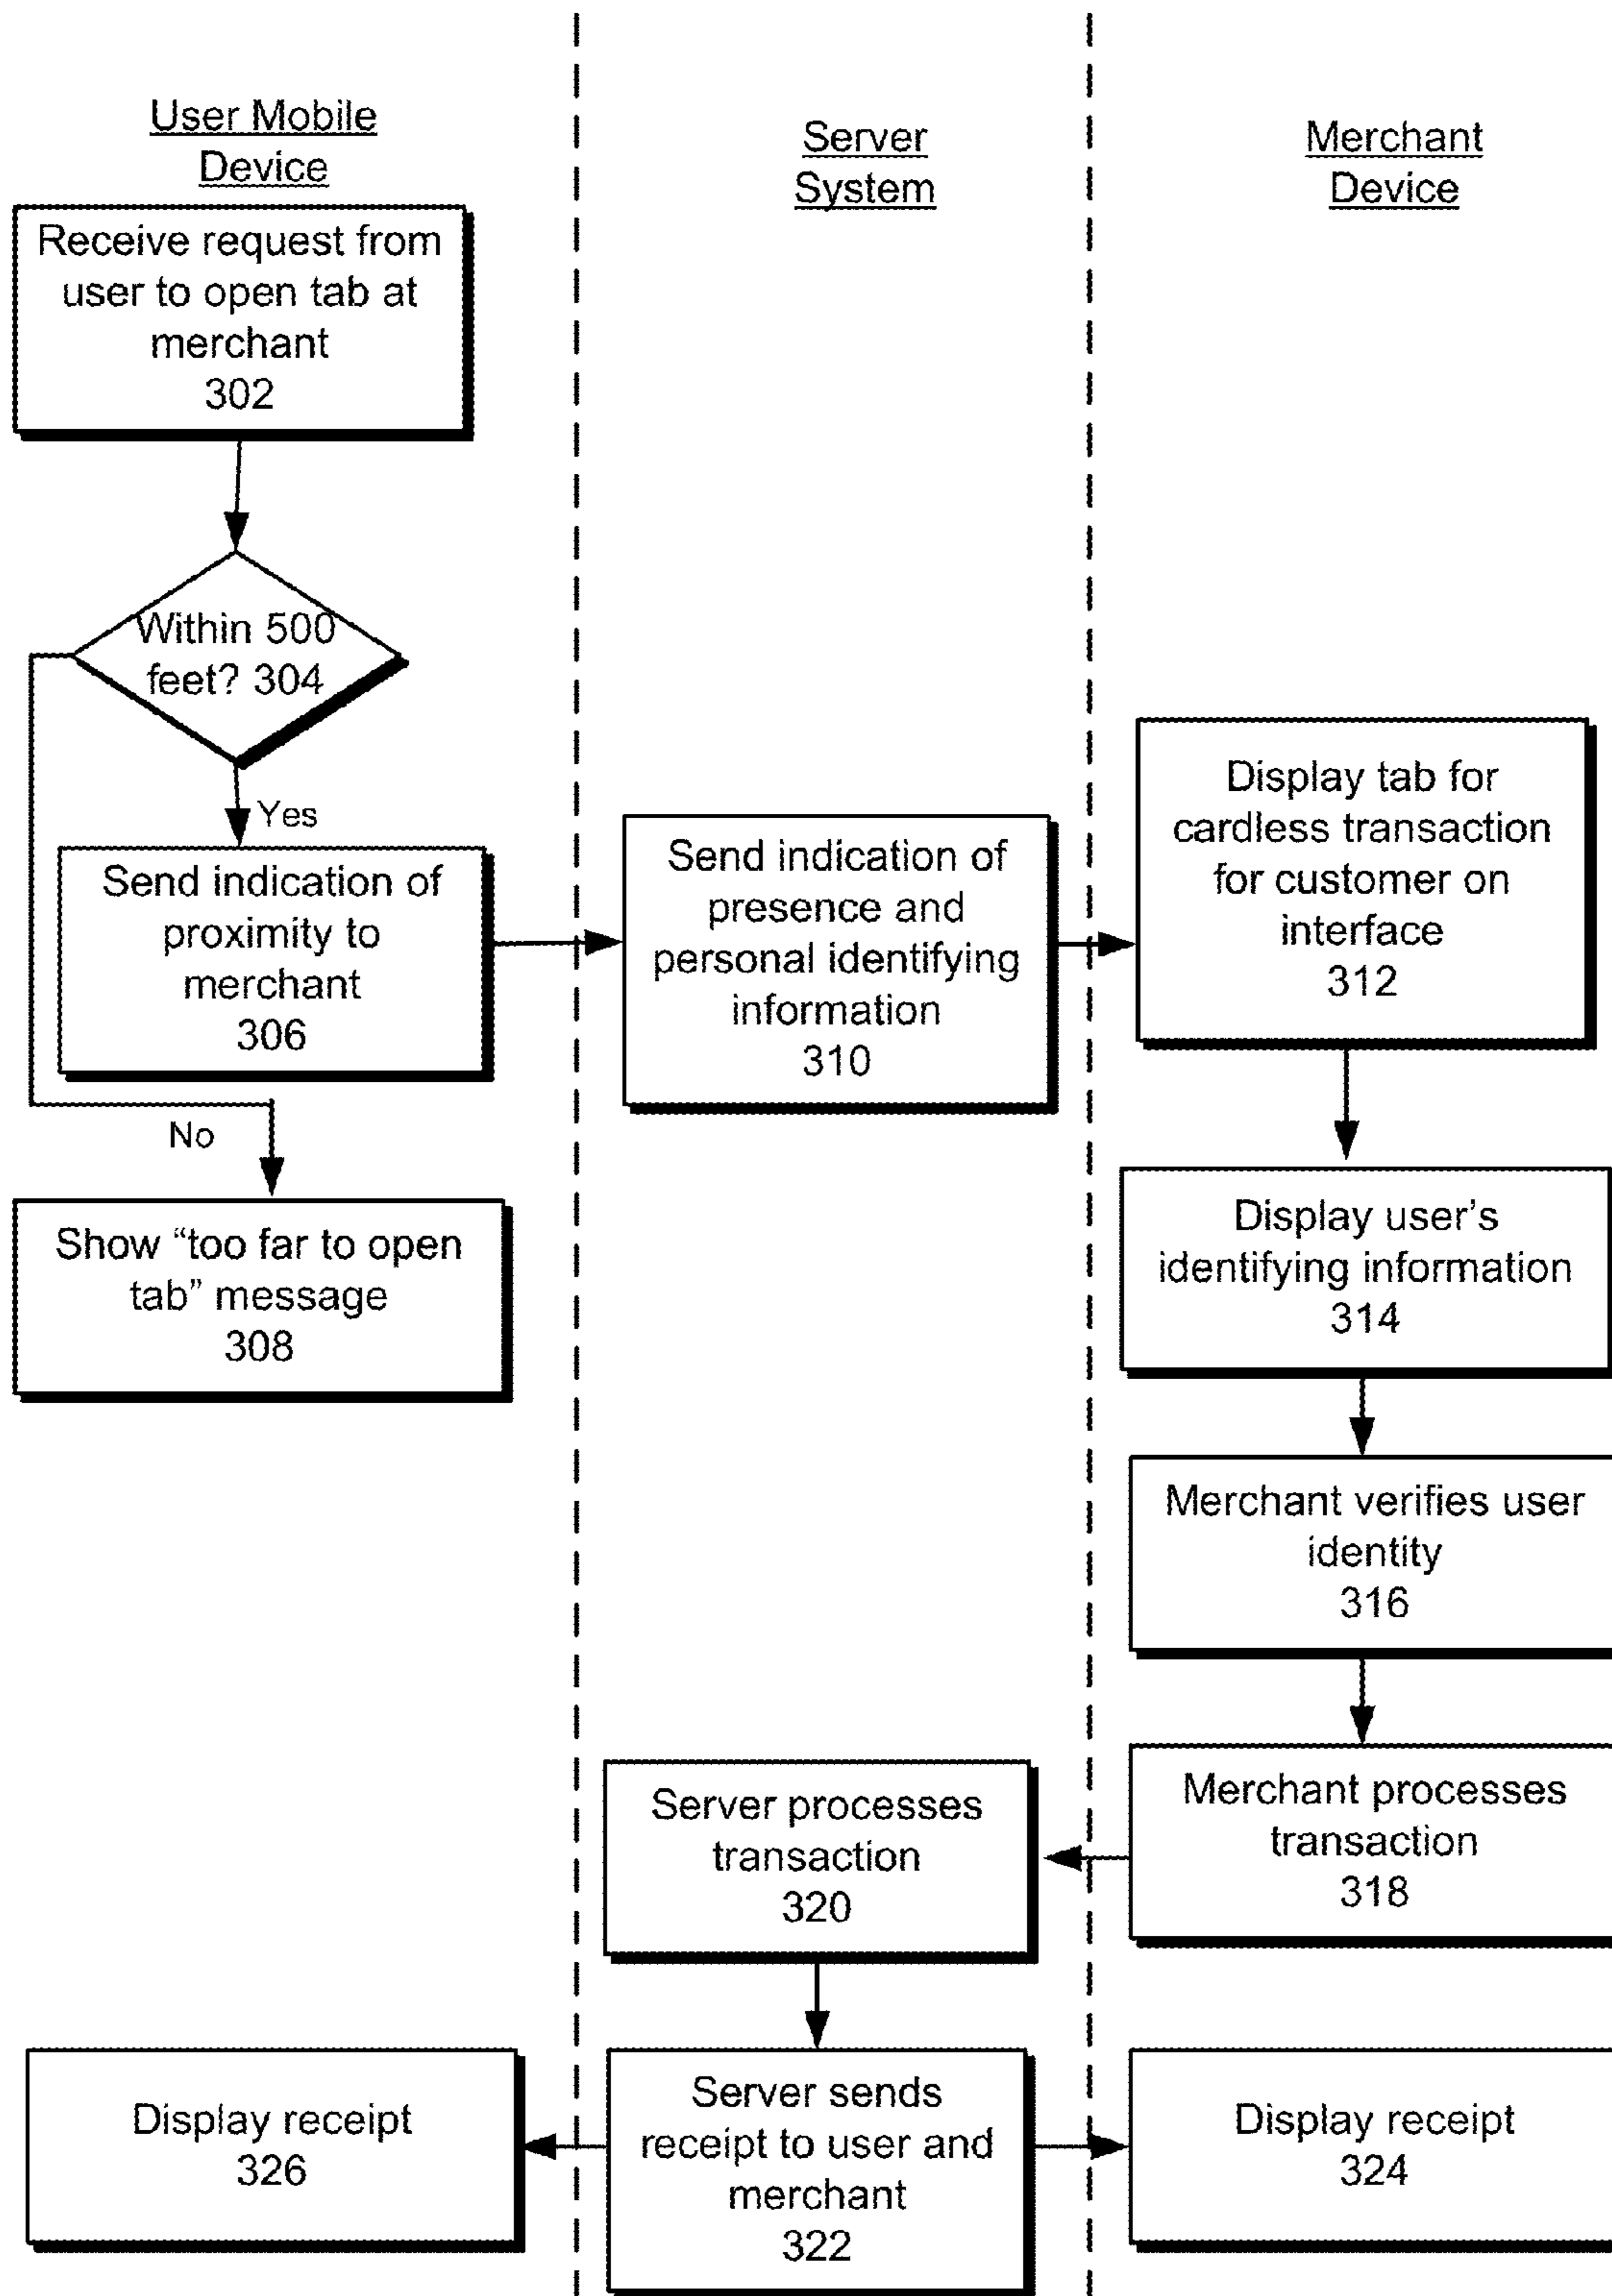 User Mobile
Device
Server
System
Merchant
Device
Receive request from
user to open tab at
merchant
302
Within 500
feet? 304
Yes
Send indication of
proximity to
merchant
306
No
Show “too far to open
tab” message
308
Send indication of
presence and
personal identifying
information
310
Display tab for
cardless transaction
for customer on
interface
312
Display user’s
identifying information
314
Merchant verifies user
identity
316
Merchant processes
transaction
318
Server processes
transaction
320
Server sends
receipt to user and
merchant
322
Display receipt
324
Display receipt
326